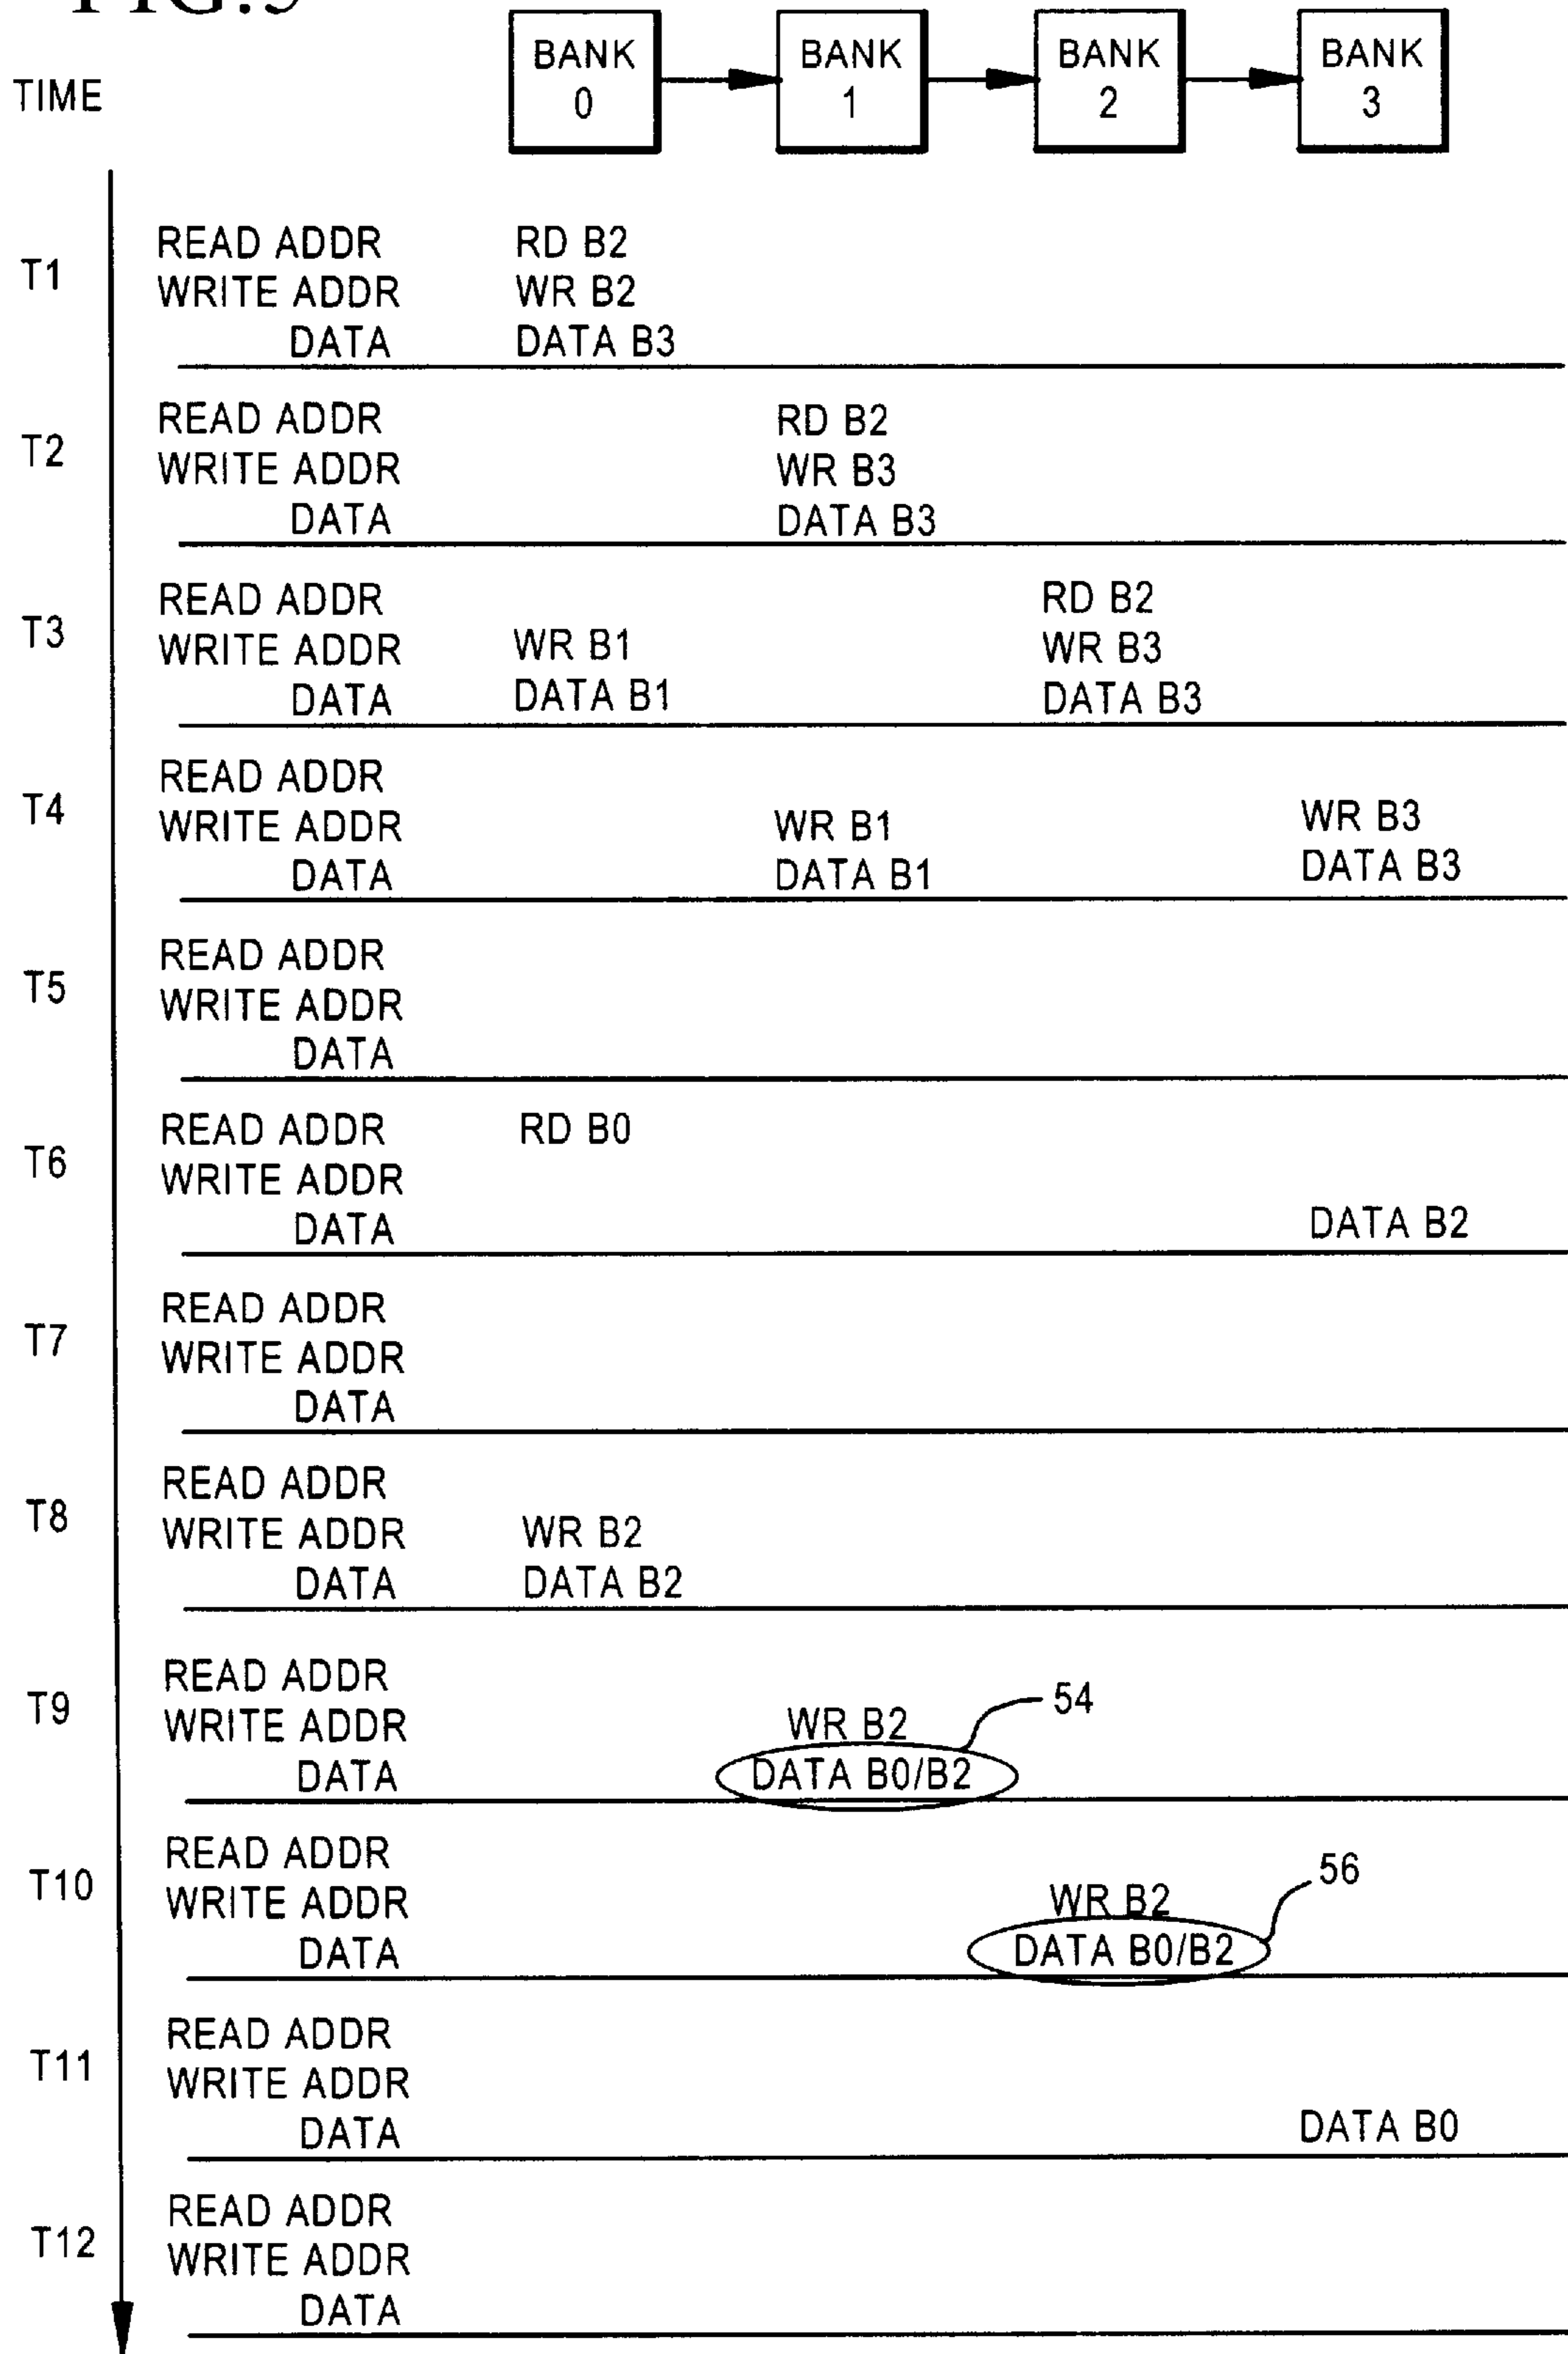 FIG.5
BANK 0 BANK 1 BANK 2 BANK 3
TIME
T1
READ ADDR RD B2
WRITE ADDR WR B2
DATA DATA B3
T2
READ ADDR RD B2
WRITE ADDR WR B3
DATA DATA B3
T3
READ ADDR RD B2
WRITE ADDR WR B1 WR B3
DATA DATA B1 DATA B3
T4
READ ADDR
WRITE ADDR WR B1 WR B3
DATA DATA B1 DATA B3
T5
READ ADDR
WRITE ADDR
DATA
T6
READ ADDR RD B0
WRITE ADDR
DATA DATA B2
T7
READ ADDR
WRITE ADDR
DATA
T8
READ ADDR
WRITE ADDR WR B2
DATA DATA B2
T9
READ ADDR
WRITE ADDR WR B2 54
DATA DATA B0/B2
T10
READ ADDR
WRITE ADDR WR B2 56
DATA DATA B0/B2
T11
READ ADDR
WRITE ADDR
DATA DATA B0
T12
READ ADDR
WRITE ADDR
DATA